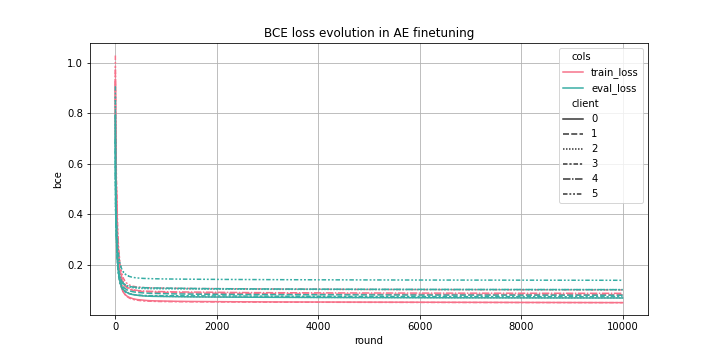 BCE loss evolution in AE finetuning
cols
train_loss
eval_loss
client
0
1
2
3
4
5
1.0
0.8
0.6
0.4
0.2
bce
0 2000 4000 6000 8000 10000
round